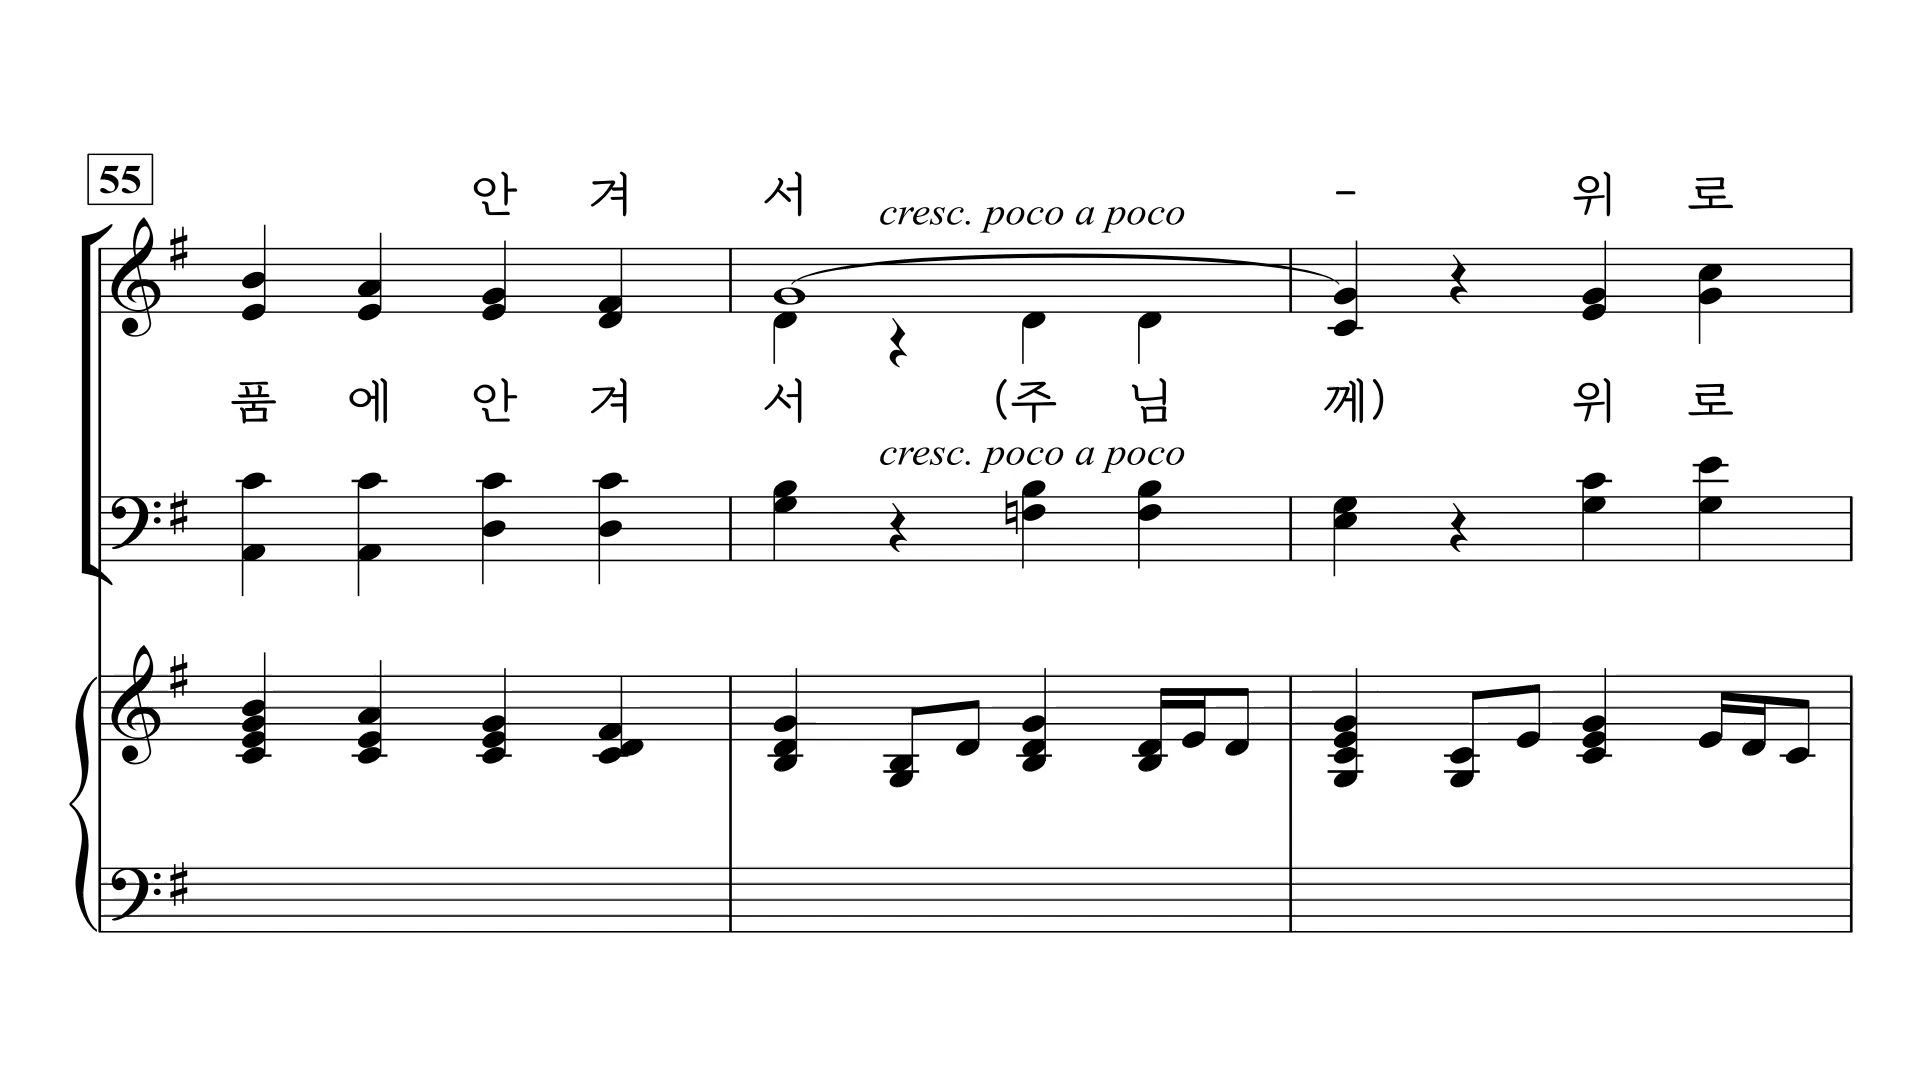 55
안 겨 서 - 위 로
cresc. poco a poco
품 에 안 겨 서 (주 님 께) 위 로
cresc. poco a poco